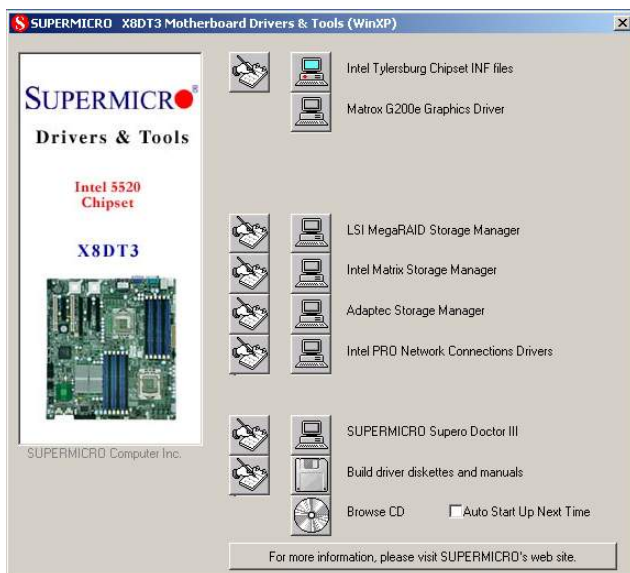 SUPERMICRO X8DT3 Motherboard Drivers & Tools (WinXP)
SUPERMICR
Drivers & Tools
Intel 5520
Chipset
X8DT3
SUPERMICRO Computer Inc.
Intel Tylersburg Chipset INF files
Matrox G200e Graphics Driver
LSI MegaRAID Storage Manager
Intel Matrix Storage Manager
Adaptec Storage Manager
Intel PRO Network Connections Drivers
SUPERMICRO Supero Doctor III
Build driver diskettes and manuals
Browse CD
Auto Start Up Next Time
For more information, please visit SUPERMICRO's web site.